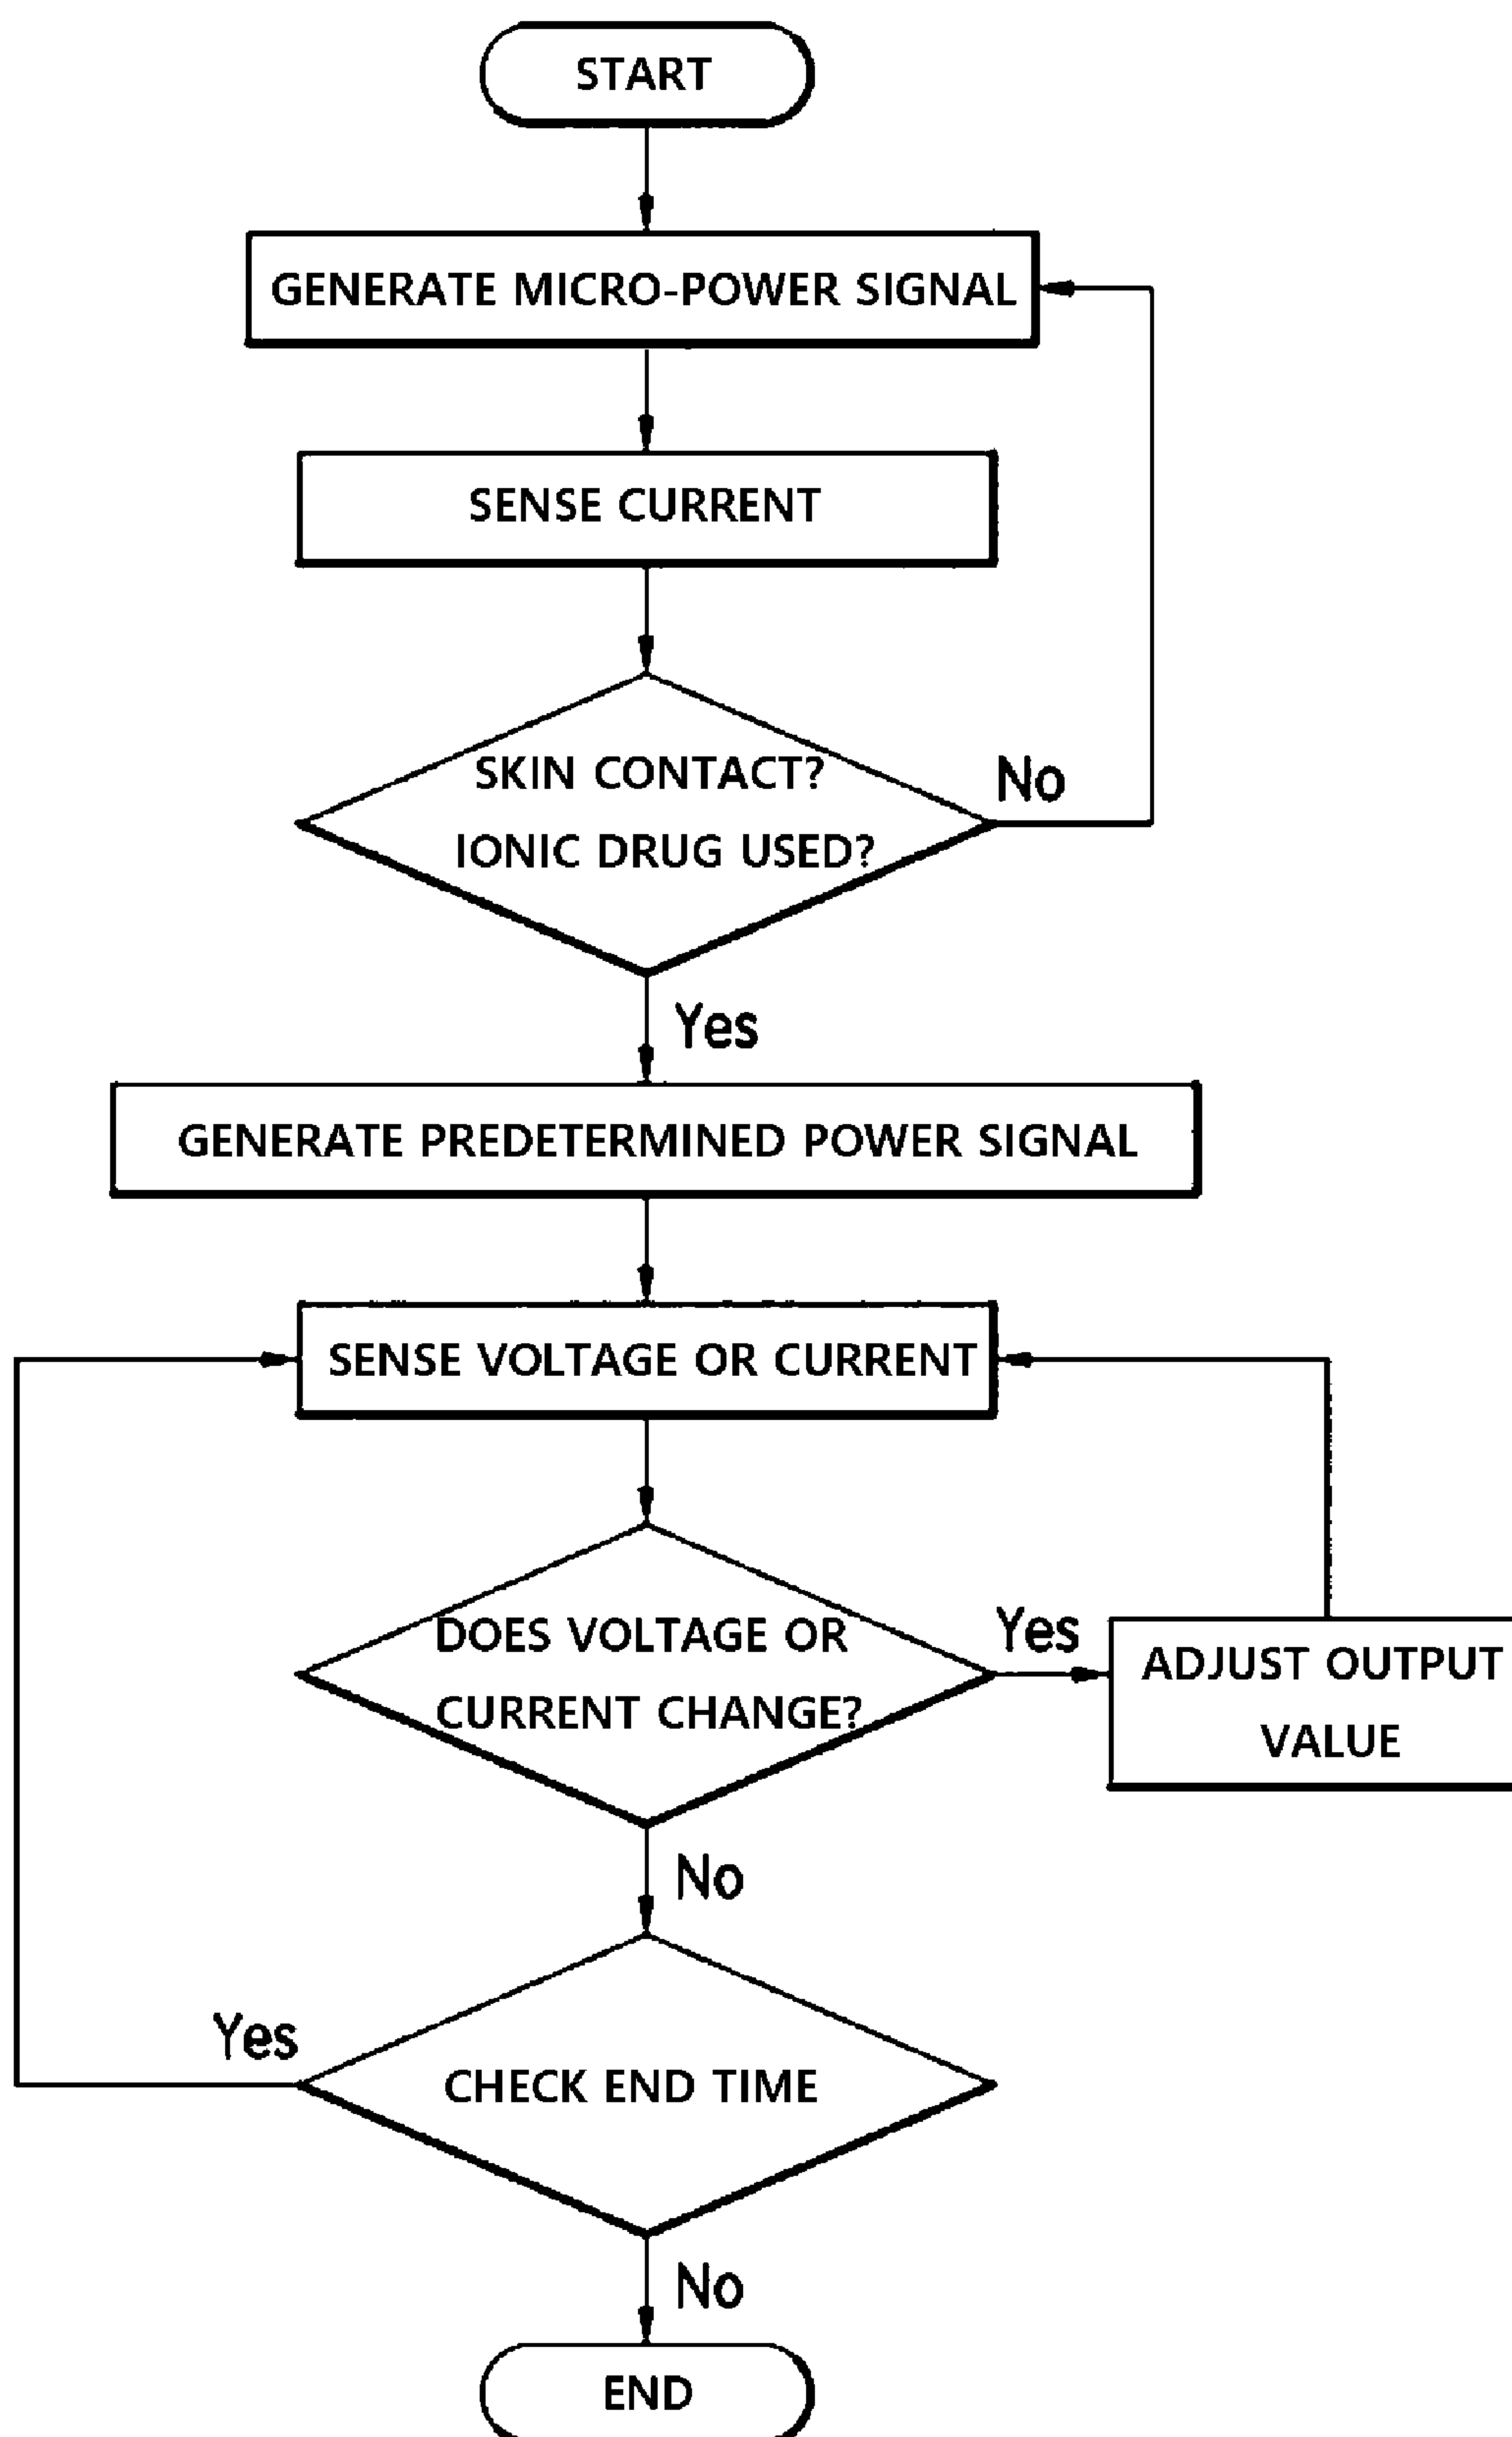 START
GENERATE MICRO-POWER SIGNAL
SENSE CURRENT
SKIN CONTACT?
IONIC DRUG USED?
No
Yes
GENERATE PREDETERMINED POWER SIGNAL
SENSE VOLTAGE OR CURRENT
DOES VOLTAGE OR
CURRENT CHANGE?
Yes
ADJUST OUTPUT
VALUE
No
Yes
CHECK END TIME
No
END